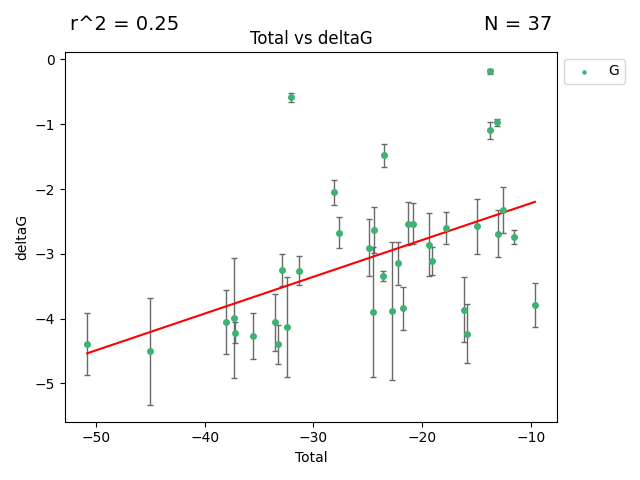 r^2 = 0.25
N = 37
Total vs deltaG
G
0
−1
−2
−3
−4
−5
deltaG
−50
−40
−30
−20
−10
Total